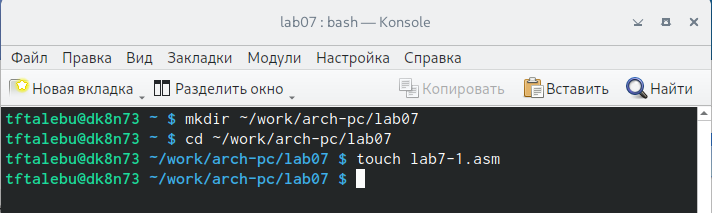 lab07 : bash — Konsole
Файл Правка Вид Закладки Модули Настройка Справка
Новая вкладка Разделить окно Копировать Вставить Найти
tftalebu@dk8n73 ~ $ mkdir ~/work/arch-pc/lab07
tftalebu@dk8n73 ~ $ cd ~/work/arch-pc/lab07
tftalebu@dk8n73 ~/work/arch-pc/lab07 $ touch lab7-1.asm
tftalebu@dk8n73 ~/work/arch-pc/lab07 $